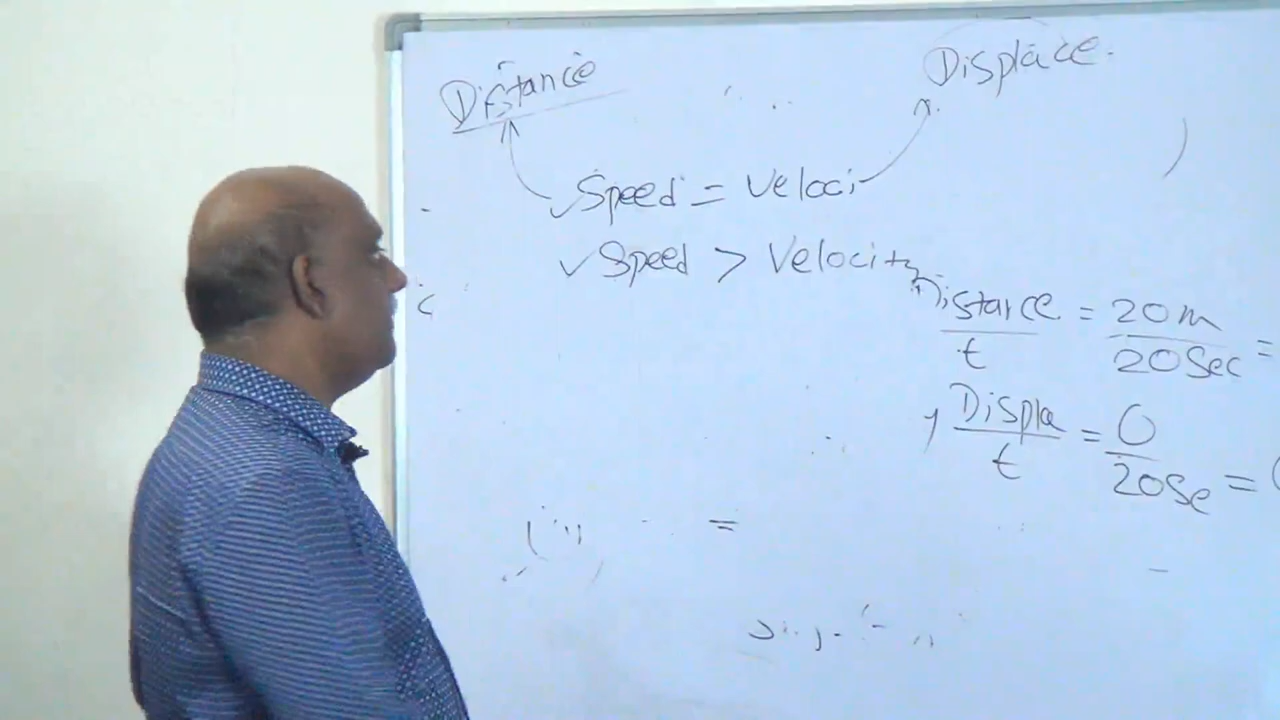 Distance
Displace.
✓Speed = Veloci
✓Speed > Velocity
Distance = 20m
t 20Sec =
Displa = 0
t 20Se =
=